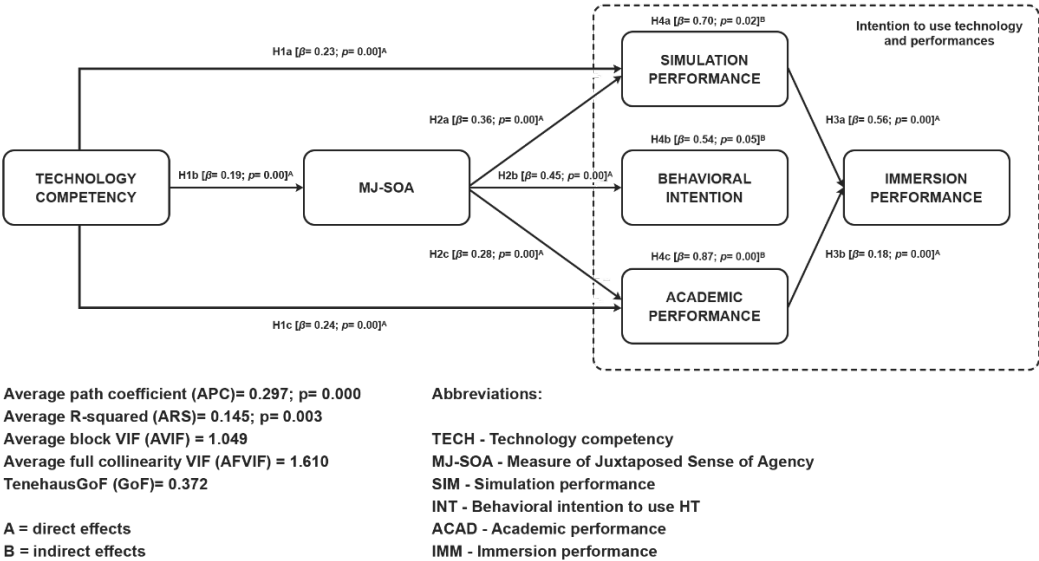 H4a [β= 0.70; p= 0.02]ᴮ
Intention to use technology
and performances
H1a [β= 0.23; p= 0.00]ᴬ
SIMULATION
PERFORMANCE
H2a [β= 0.36; p= 0.00]ᴬ
H3a [β= 0.56; p= 0.00]ᴬ
H4b [β= 0.54; p= 0.05]ᴮ
TECHNOLOGY
COMPETENCY
H1b [β= 0.19; p= 0.00]ᴬ
MJ-SOA
H2b [β= 0.45; p= 0.00]ᴬ
BEHAVIORAL
INTENTION
IMMERSION
PERFORMANCE
H2c [β= 0.28; p= 0.00]ᴬ
H4c [β= 0.87; p= 0.00]ᴮ
H3b [β= 0.18; p= 0.00]ᴬ
ACADEMIC
PERFORMANCE
H1c [β= 0.24; p= 0.00]ᴬ
Average path coefficient (APC)= 0.297; p= 0.000
Average R-squared (ARS)= 0.145; p= 0.003
Average block VIF (AVIF) = 1.049
Average full collinearity VIF (AFVIF) = 1.610
TenehausGoF (GoF)= 0.372
A = direct effects
B = indirect effects
Abbreviations:
TECH - Technology competency
MJ-SOA - Measure of Juxtaposed Sense of Agency
SIM - Simulation performance
INT - Behavioral intention to use HT
ACAD - Academic performance
IMM - Immersion performance